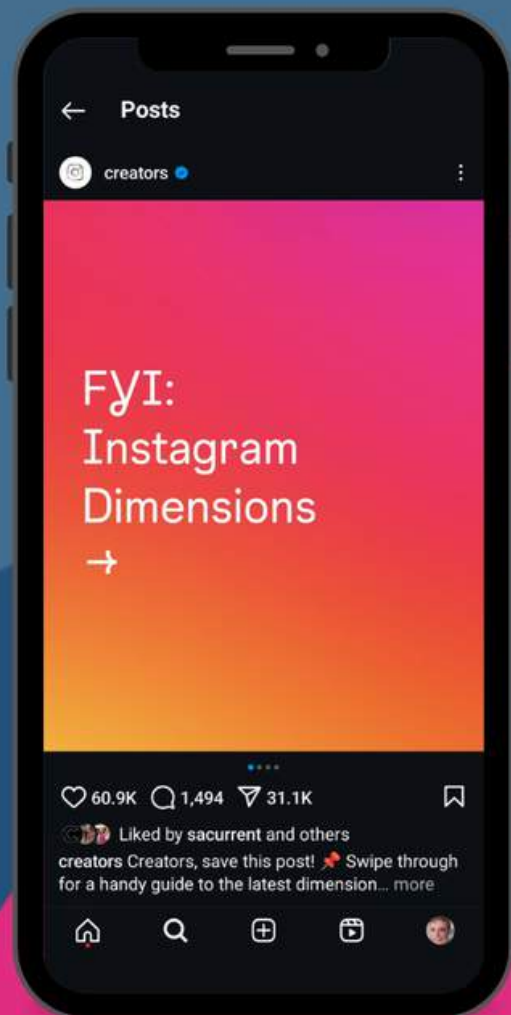 Posts
creators
FYI:
Instagram
Dimensions
60.9K 1,494 31.1K
Liked by sacurrent and others
creators Creators, save this post! 📌 Swipe through
for a handy guide to the latest dimension... more